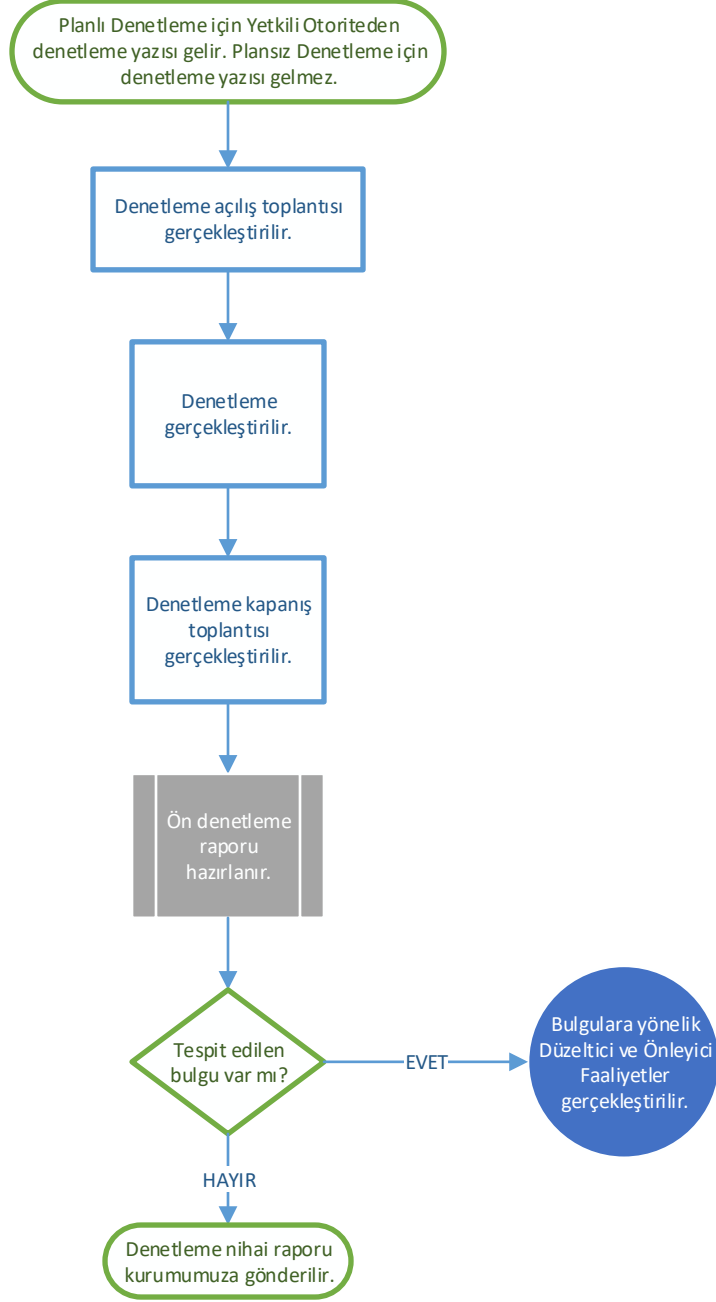 Planlı Denetleme için Yetkili Otoriteden
denetleme yazısı gelir. Plansız Denetleme için
denetleme yazısı gelmez.
Denetleme açılış toplantısı
gerçekleştirilir.
Denetleme
gerçekleştirilir.
Denetleme kapanış
toplantısı
gerçekleştirilir.
Ön denetleme
raporu
hazırlanır.
Tespit edilen
bulgu var mı?
EVET
Bulgulara yönelik
Düzeltici ve Önleyici
Faaliyetler
gerçekleştirilir.
HAYIR
Denetleme nihai raporu
kurumumuza gönderilir.